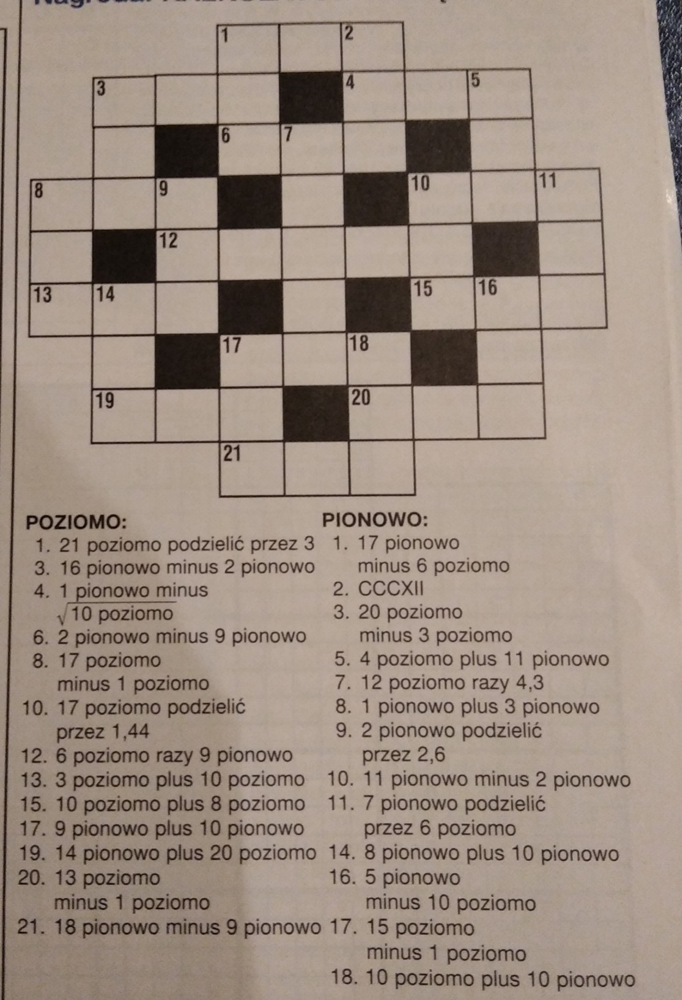 1 2
3 4 5
6 7
8 9 10 11
12
13 14 15 16
17 18
19 20
21
POZIOMO:
1. 21 poziomo podzielić przez 3
3. 16 pionowo minus 2 pionowo
4. 1 pionowo minus
√10 poziomo
6. 2 pionowo minus 9 pionowo
8. 17 poziomo
minus 1 poziomo
10. 17 poziomo podzielić
przez 1,44
12. 6 poziomo razy 9 pionowo
13. 3 poziomo plus 10 poziomo
15. 10 poziomo plus 8 poziomo
17. 9 pionowo plus 10 pionowo
19. 14 pionowo plus 20 poziomo
20. 13 poziomo
minus 1 poziomo
21. 18 pionowo minus 9 pionowo
PIONOWO:
1. 17 pionowo
minus 6 poziomo
2. CCCXII
3. 20 poziomo
minus 3 poziomo
5. 4 poziomo plus 11 pionowo
7. 12 poziomo razy 4,3
8. 1 pionowo plus 3 pionowo
9. 2 pionowo podzielić
przez 2,6
10. 11 pionowo minus 2 pionowo
11. 7 pionowo podzielić
przez 6 poziomo
14. 8 pionowo plus 10 pionowo
16. 5 pionowo
minus 10 poziomo
17. 15 poziomo
minus 1 poziomo
18. 10 poziomo plus 10 pionowo